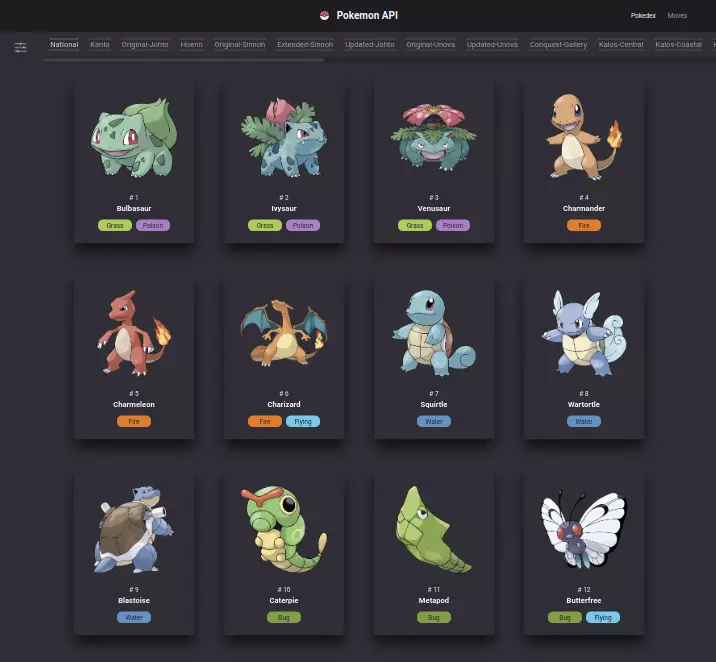 Pokemon API
Pokedex Moves
National Kanto Original-Johto Hoenn Original-Sinnoh Extended-Sinnoh Updated-Johto Original-Unova Updated-Unova Conquest-Gallery Kalos-Central Kalos-Coastal
# 1 # 2 # 3 # 4
Bulbasaur Ivysaur Venusaur Charmander
Grass Poison Grass Poison Grass Poison Fire
# 5 # 6 # 7 # 8
Charmeleon Charizard Squirtle Wartortle
Fire Fire Flying Water Water
# 9 # 10 # 11 # 12
Blastoise Caterpie Metapod Butterfree
Water Bug Bug Bug Flying